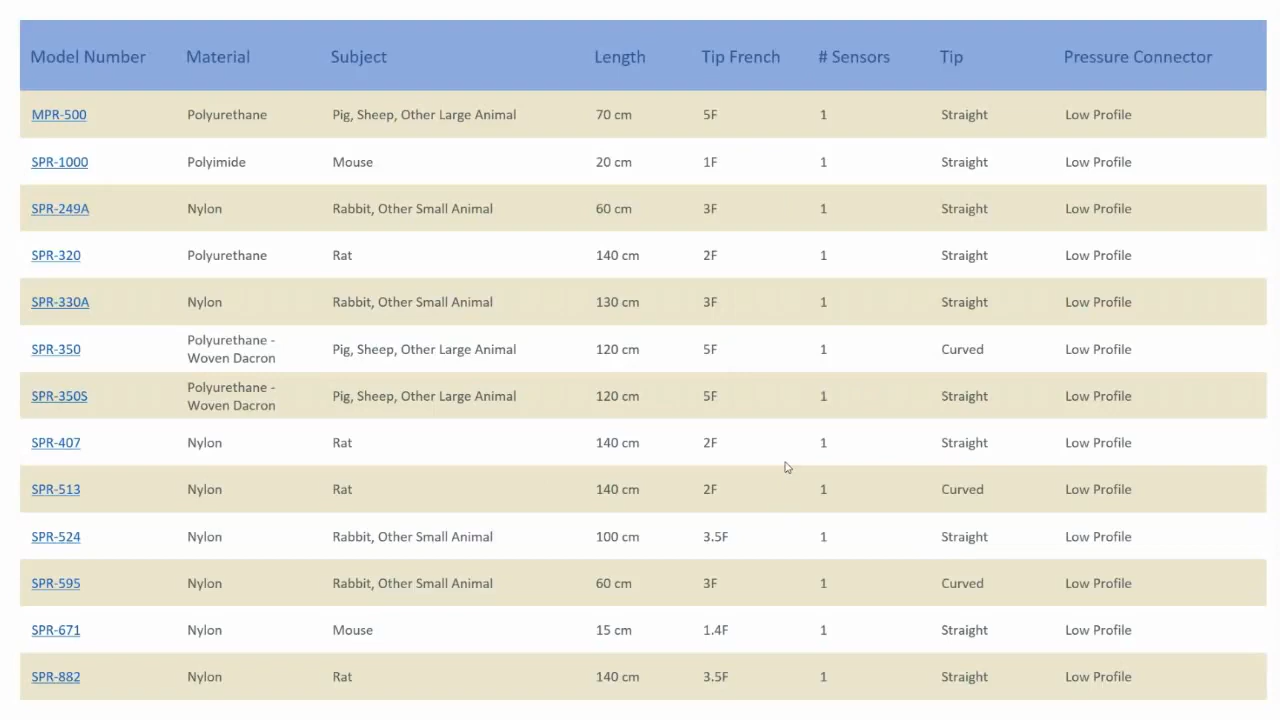 Model Number Material Subject Length Tip French # Sensors Tip Pressure Connector
MPR-500 Polyurethane Pig, Sheep, Other Large Animal 70 cm 5F 1 Straight Low Profile
SPR-1000 Polyimide Mouse 20 cm 1F 1 Straight Low Profile
SPR-249A Nylon Rabbit, Other Small Animal 60 cm 3F 1 Straight Low Profile
SPR-320 Polyurethane Rat 140 cm 2F 1 Straight Low Profile
SPR-330A Nylon Rabbit, Other Small Animal 130 cm 3F 1 Straight Low Profile
SPR-350 Polyurethane - Woven Dacron Pig, Sheep, Other Large Animal 120 cm 5F 1 Curved Low Profile
SPR-350S Polyurethane - Woven Dacron Pig, Sheep, Other Large Animal 120 cm 5F 1 Straight Low Profile
SPR-407 Nylon Rat 140 cm 2F 1 Straight Low Profile
SPR-513 Nylon Rat 140 cm 2F 1 Curved Low Profile
SPR-524 Nylon Rabbit, Other Small Animal 100 cm 3.5F 1 Straight Low Profile
SPR-595 Nylon Rabbit, Other Small Animal 60 cm 3F 1 Curved Low Profile
SPR-671 Nylon Mouse 15 cm 1.4F 1 Straight Low Profile
SPR-882 Nylon Rat 140 cm 3.5F 1 Straight Low Profile